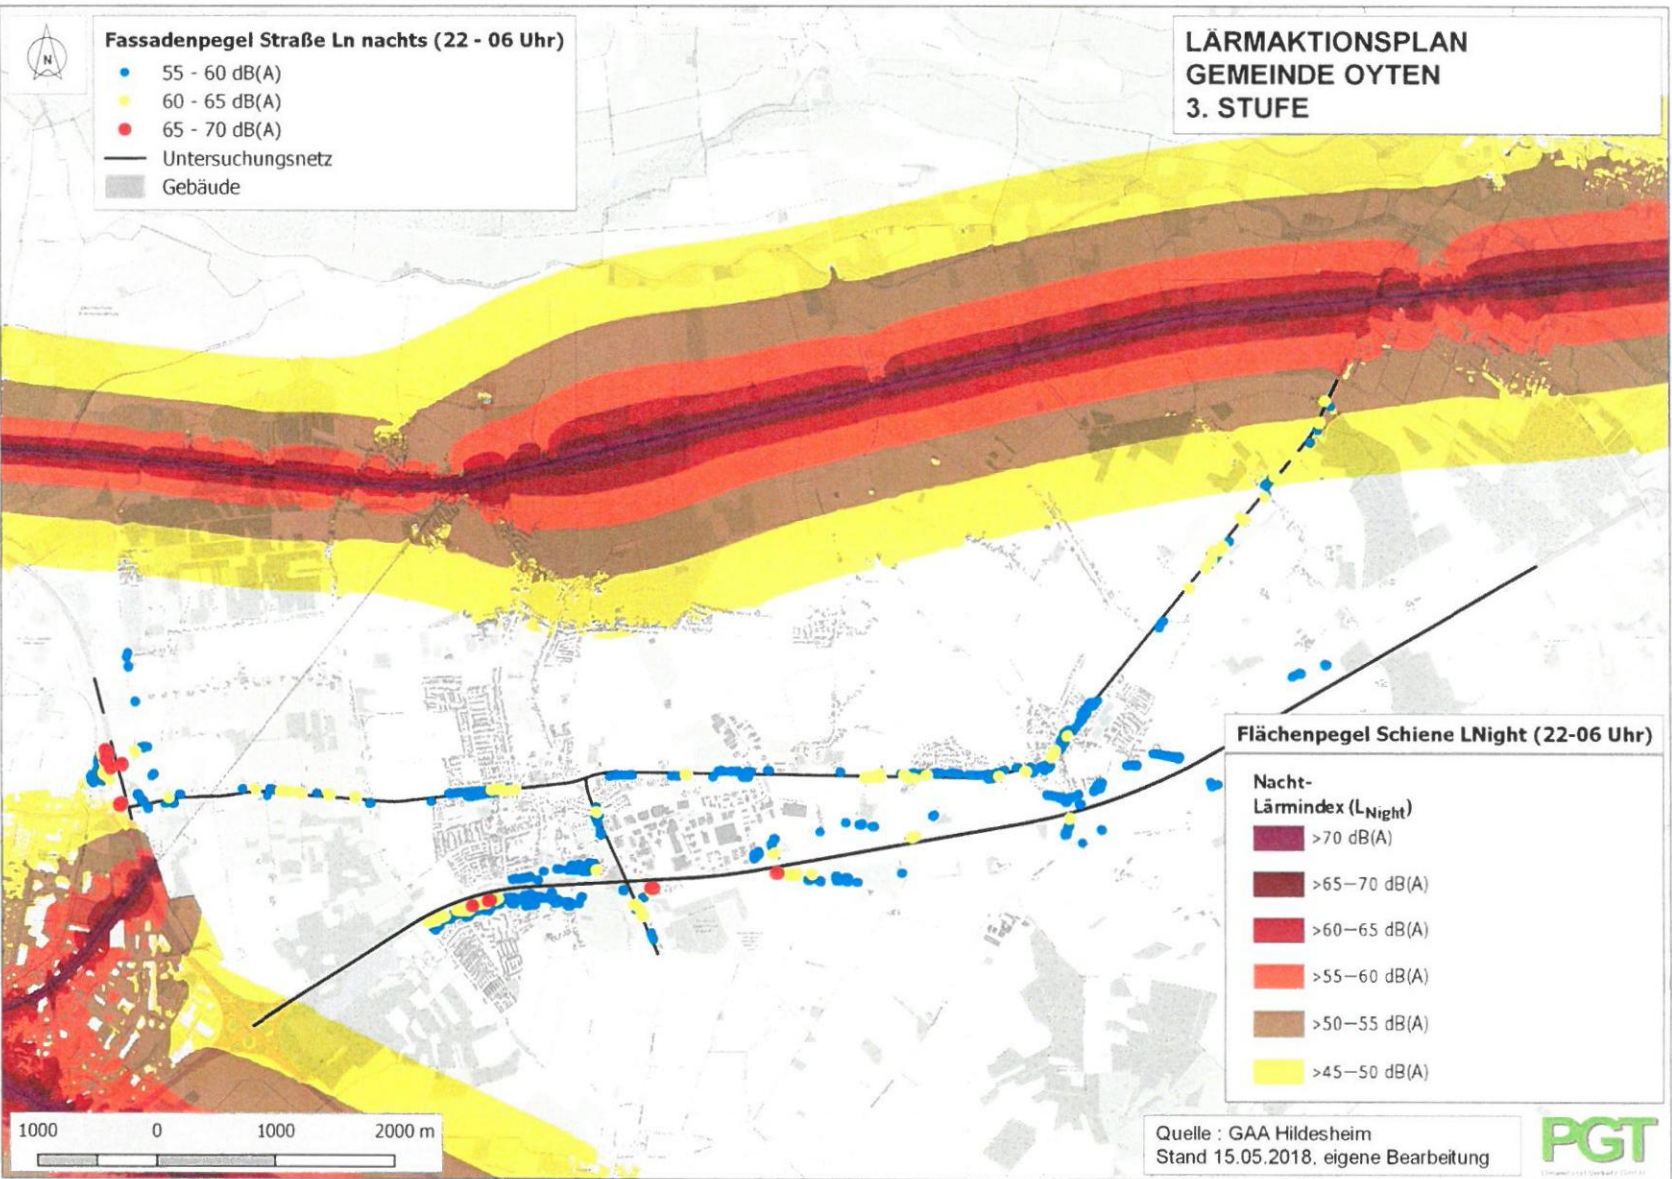 N
Fassadenpegel Straße Ln nachts (22 - 06 Uhr)
55 - 60 dB(A)
60 - 65 dB(A)
65 - 70 dB(A)
Untersuchungsnetz
Gebäude
LÄRMAKTIONSPLAN
GEMEINDE OYTEN
3. STUFE
Flächenpegel Schiene LNight (22-06 Uhr)
Nacht-
Lärmindex (LNight)
>70 dB(A)
>65—70 dB(A)
>60—65 dB(A)
>55—60 dB(A)
>50—55 dB(A)
>45—50 dB(A)
1000 0 1000 2000 m
Quelle : GAA Hildesheim
Stand 15.05.2018, eigene Bearbeitung
PGT